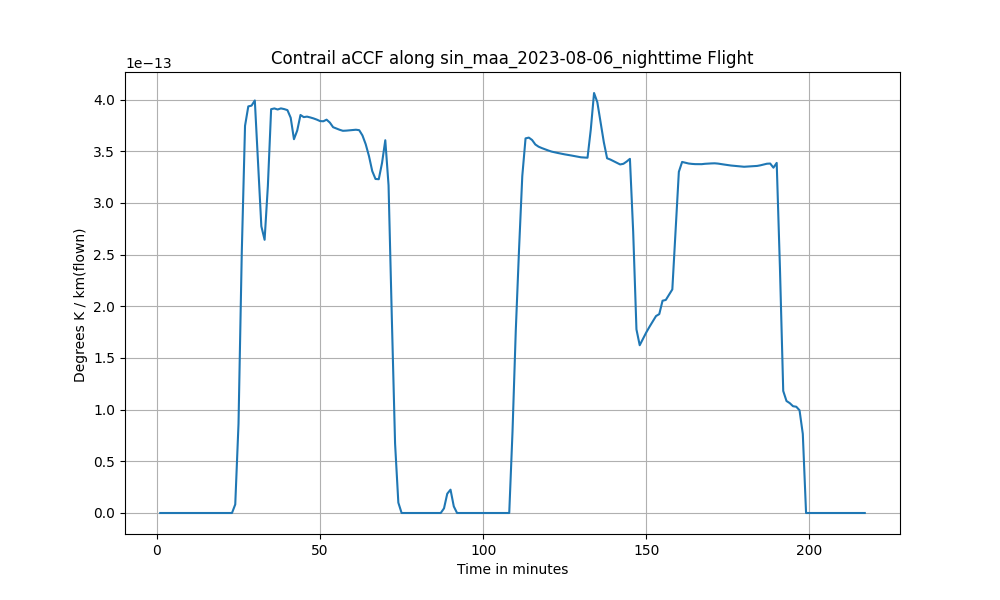 Contrail aCCF along sin_maa_2023-08-06_nighttime Flight
1e−13
4.0
3.5
3.0
2.5
2.0
1.5
1.0
0.5
0.0
Degrees K / km(flown)
0 50 100 150 200
Time in minutes